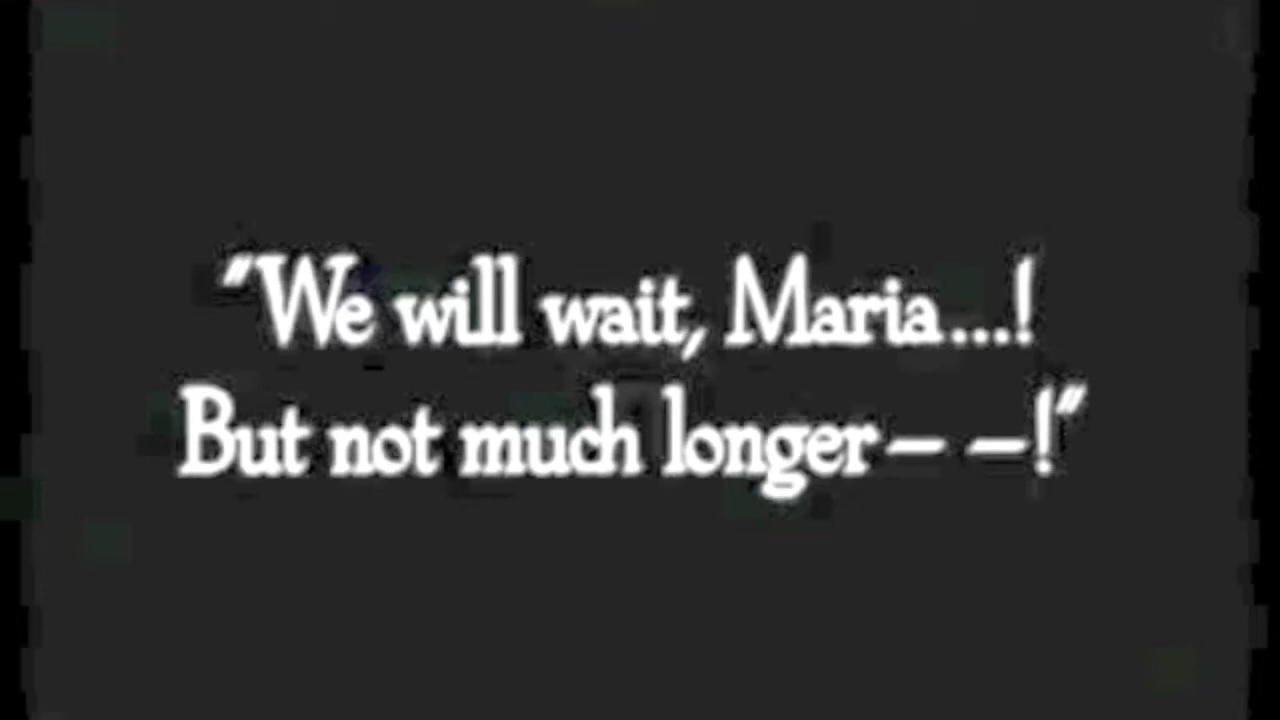 "We will wait, Maria...!
But not much longer— —!"